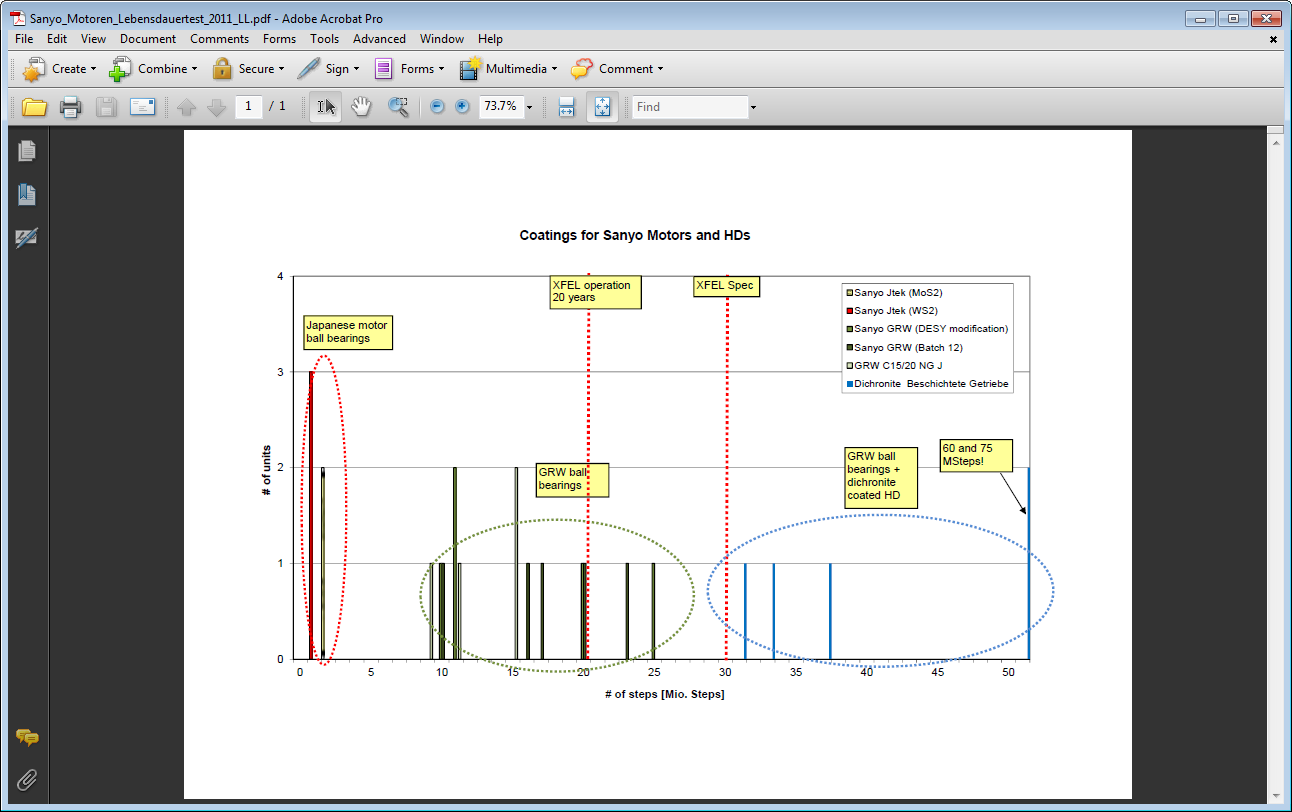 Sanyo_Motoren_Lebensdauertest_2011_LL.pdf - Adobe Acrobat Pro
File Edit View Document Comments Forms Tools Advanced Window Help
Create Combine Secure Sign Forms Multimedia Comment
1 / 1 73.7% Find
Coatings for Sanyo Motors and HDs
XFEL operation
20 years
XFEL Spec
Japanese motor
ball bearings
Sanyo Jtek (MoS2)
Sanyo Jtek (WS2)
Sanyo GRW (DESY modification)
Sanyo GRW (Batch 12)
GRW C15/20 NG J
Dichronite Beschichtete Getriebe
GRW ball
bearings
GRW ball
bearings +
dichronite
coated HD
60 and 75
MSteps!
# of units
4
3
2
1
0
0 5 10 15 20 25 30 35 40 45 50
# of steps [Mio. Steps]